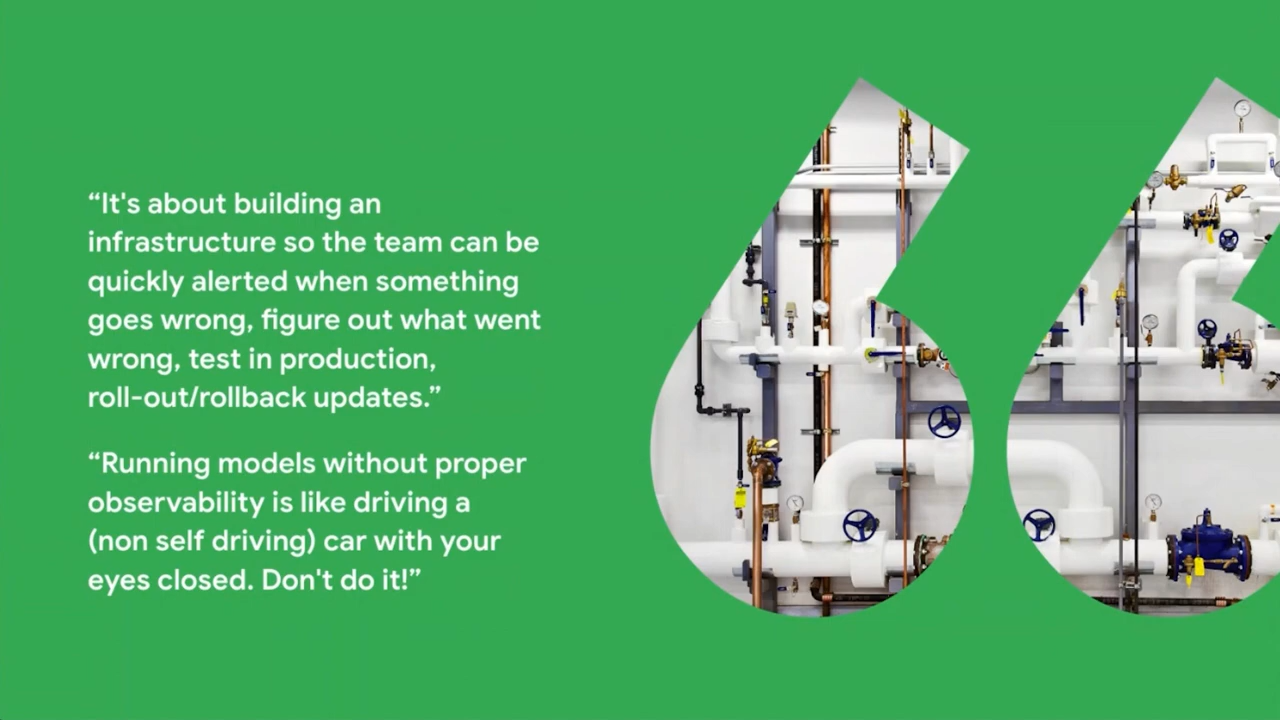 “It's about building an
infrastructure so the team can be
quickly alerted when something
goes wrong, figure out what went
wrong, test in production,
roll-out/rollback updates.”
“Running models without proper
observability is like driving a
(non self driving) car with your
eyes closed. Don't do it!”